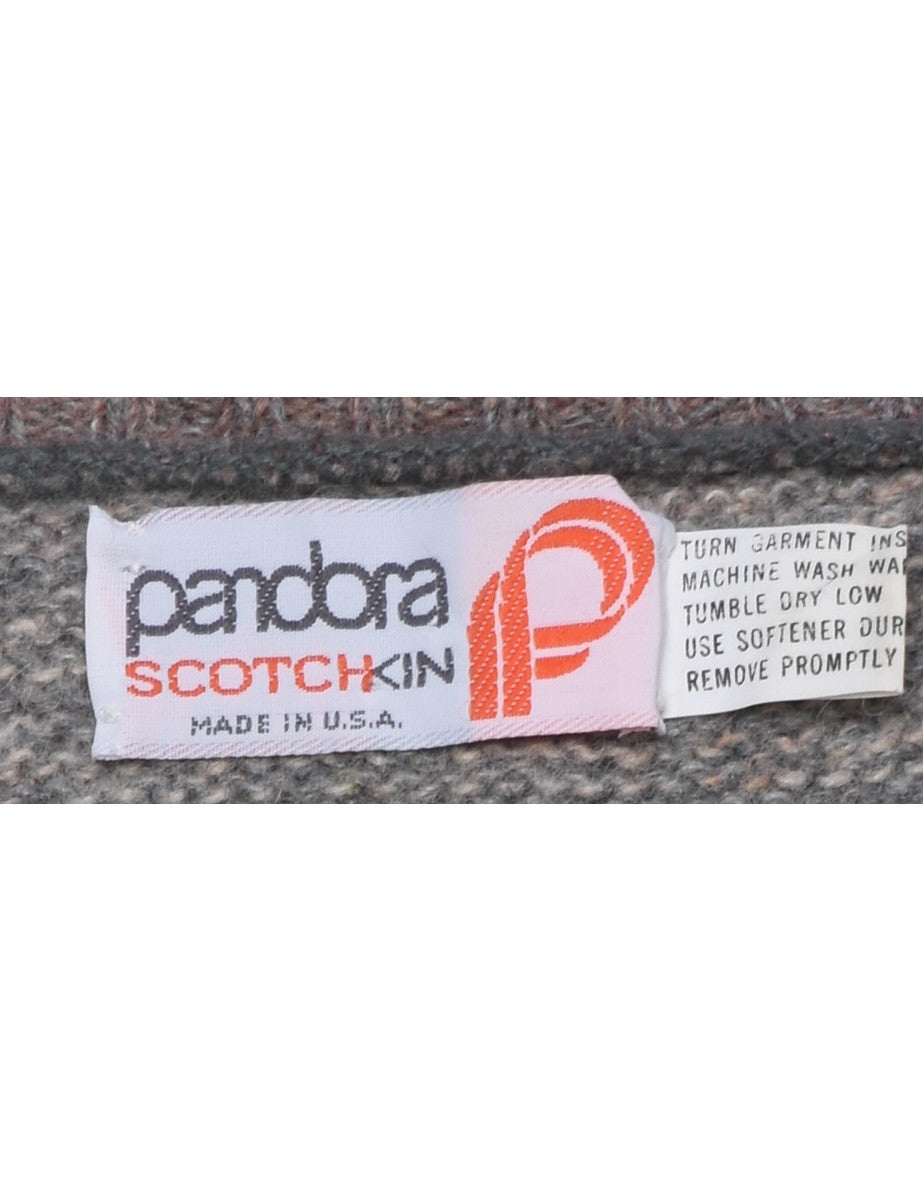 pandora
SCOTCHKIN
MADE IN U.S.A.
P
TURN GARMENT INS
MACHINE WASH WA
TUMBLE DRY LOW
USE SOFTENER DUR
REMOVE PROMPTLY